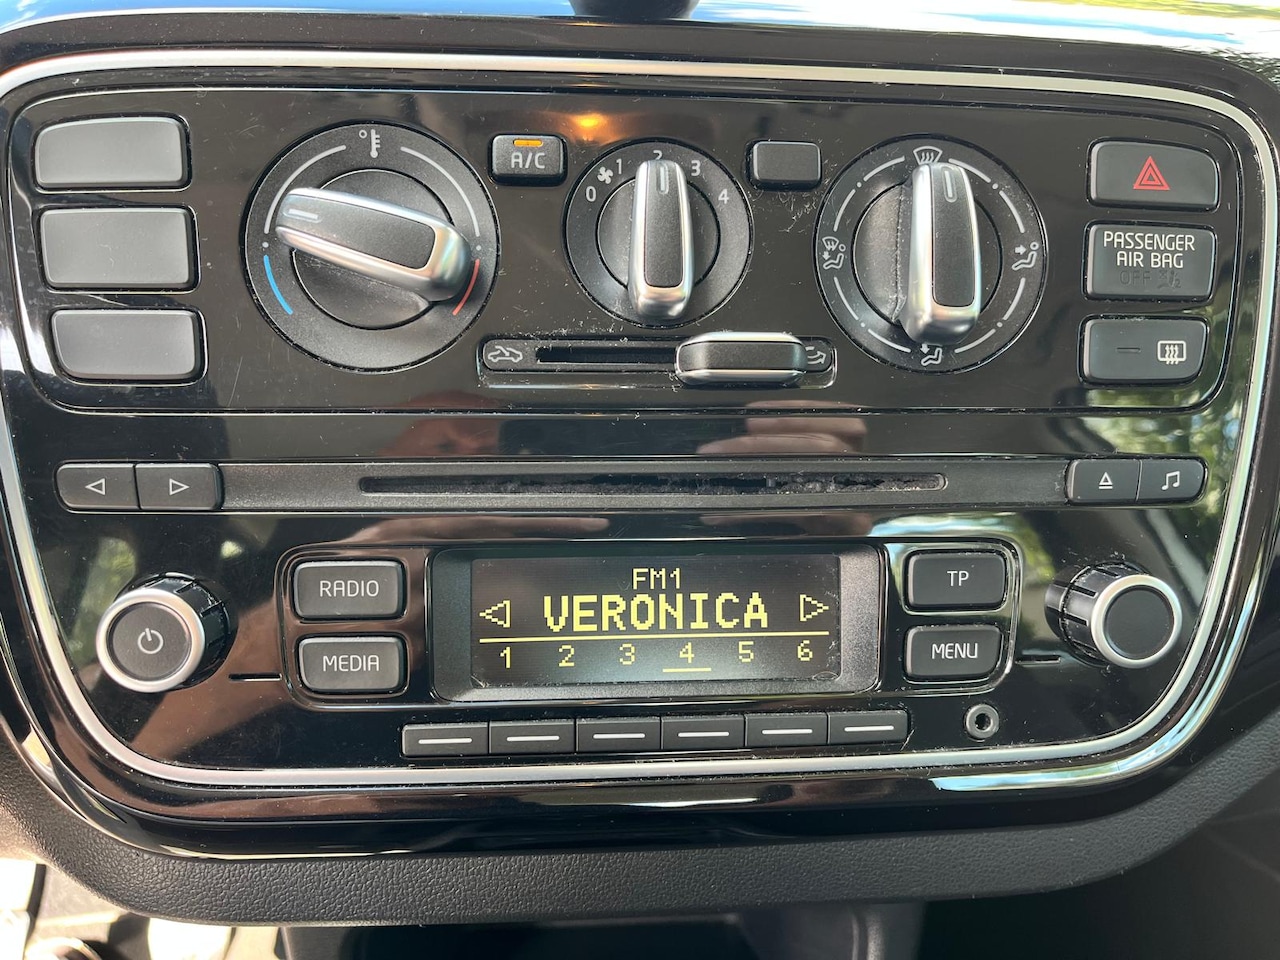 A/C
0 1 2 3 4
PASSENGER
AIR BAG
OFF
RADIO
MEDIA
FM1
VERONICA
1 2 3 4 5 6
TP
MENU